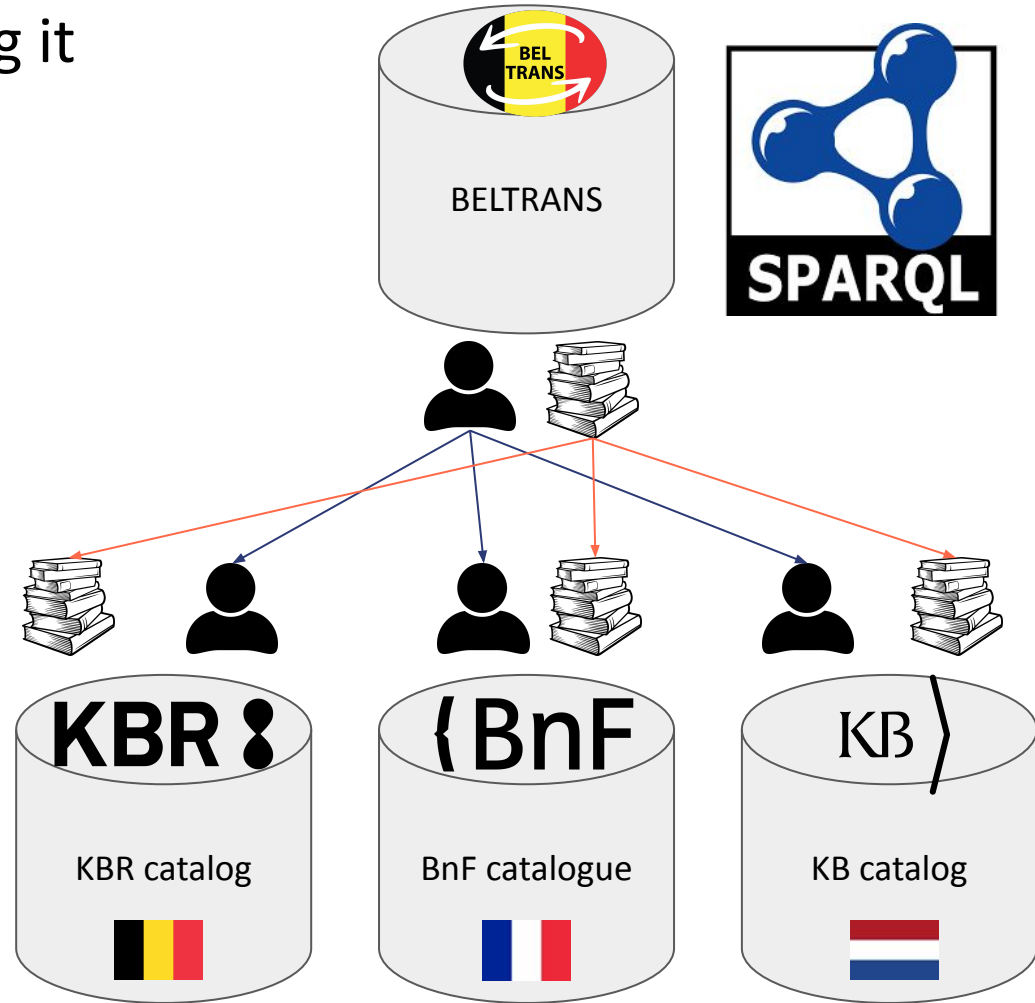 g it
BEL
TRANS
BELTRANS
SPARQL
KBR
BnF
KB
KBR catalog
BnF catalogue
KB catalog